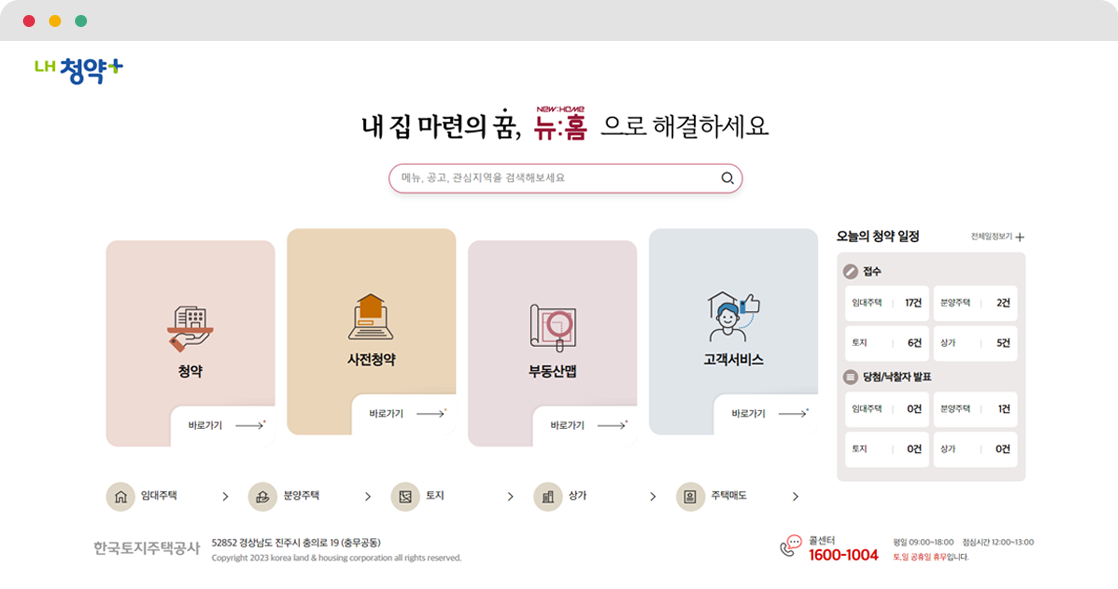 LH 청약+
내 집 마련의 꿈, NEW:HOME 뉴:홈 으로 해결하세요
메뉴, 공고, 관심지역을 검색해보세요
청약
바로가기
사전청약
바로가기
부동산맵
바로가기
고객서비스
바로가기
오늘의 청약 일정 전체일정보기 +
접수
임대주택 | 17건 분양주택 | 2건
토지 | 6건 상가 | 5건
당첨/낙찰자 발표
임대주택 | 0건 분양주택 | 1건
토지 | 0건 상가 | 0건
임대주택 > 분양주택 > 토지 > 상가 > 주택매도 >
한국토지주택공사
52852 경상남도 진주시 충의로 19 (충무공동)
Copyright 2023 korea land & housing corporation all rights reserved.
콜센터
1600-1004
평일 09:00~18:00 점심시간 12:00~13:00
토,일 공휴일 휴무입니다.